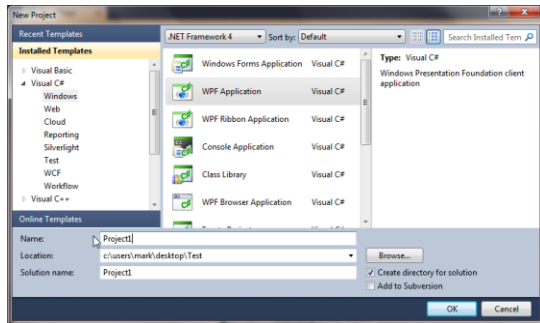 New Project
Recent Templates
.NET Framework 4
Sort by: Default
Search Installed Tem
Installed Templates
Visual Basic
Visual C#
Windows
Web
Cloud
Reporting
Silverlight
Test
WCF
Workflow
Visual C++
Online Templates
Windows Forms Application Visual C#
WPF Application Visual C#
WPF Ribbon Application Visual C#
Console Application Visual C#
Class Library Visual C#
WPF Browser Application Visual C#
Type: Visual C#
Windows Presentation Foundation client
application
Name: Project1
Location: c:\users\mark\desktop\Test
Browse...
Solution name: Project1
Create directory for solution
Add to Subversion
OK Cancel